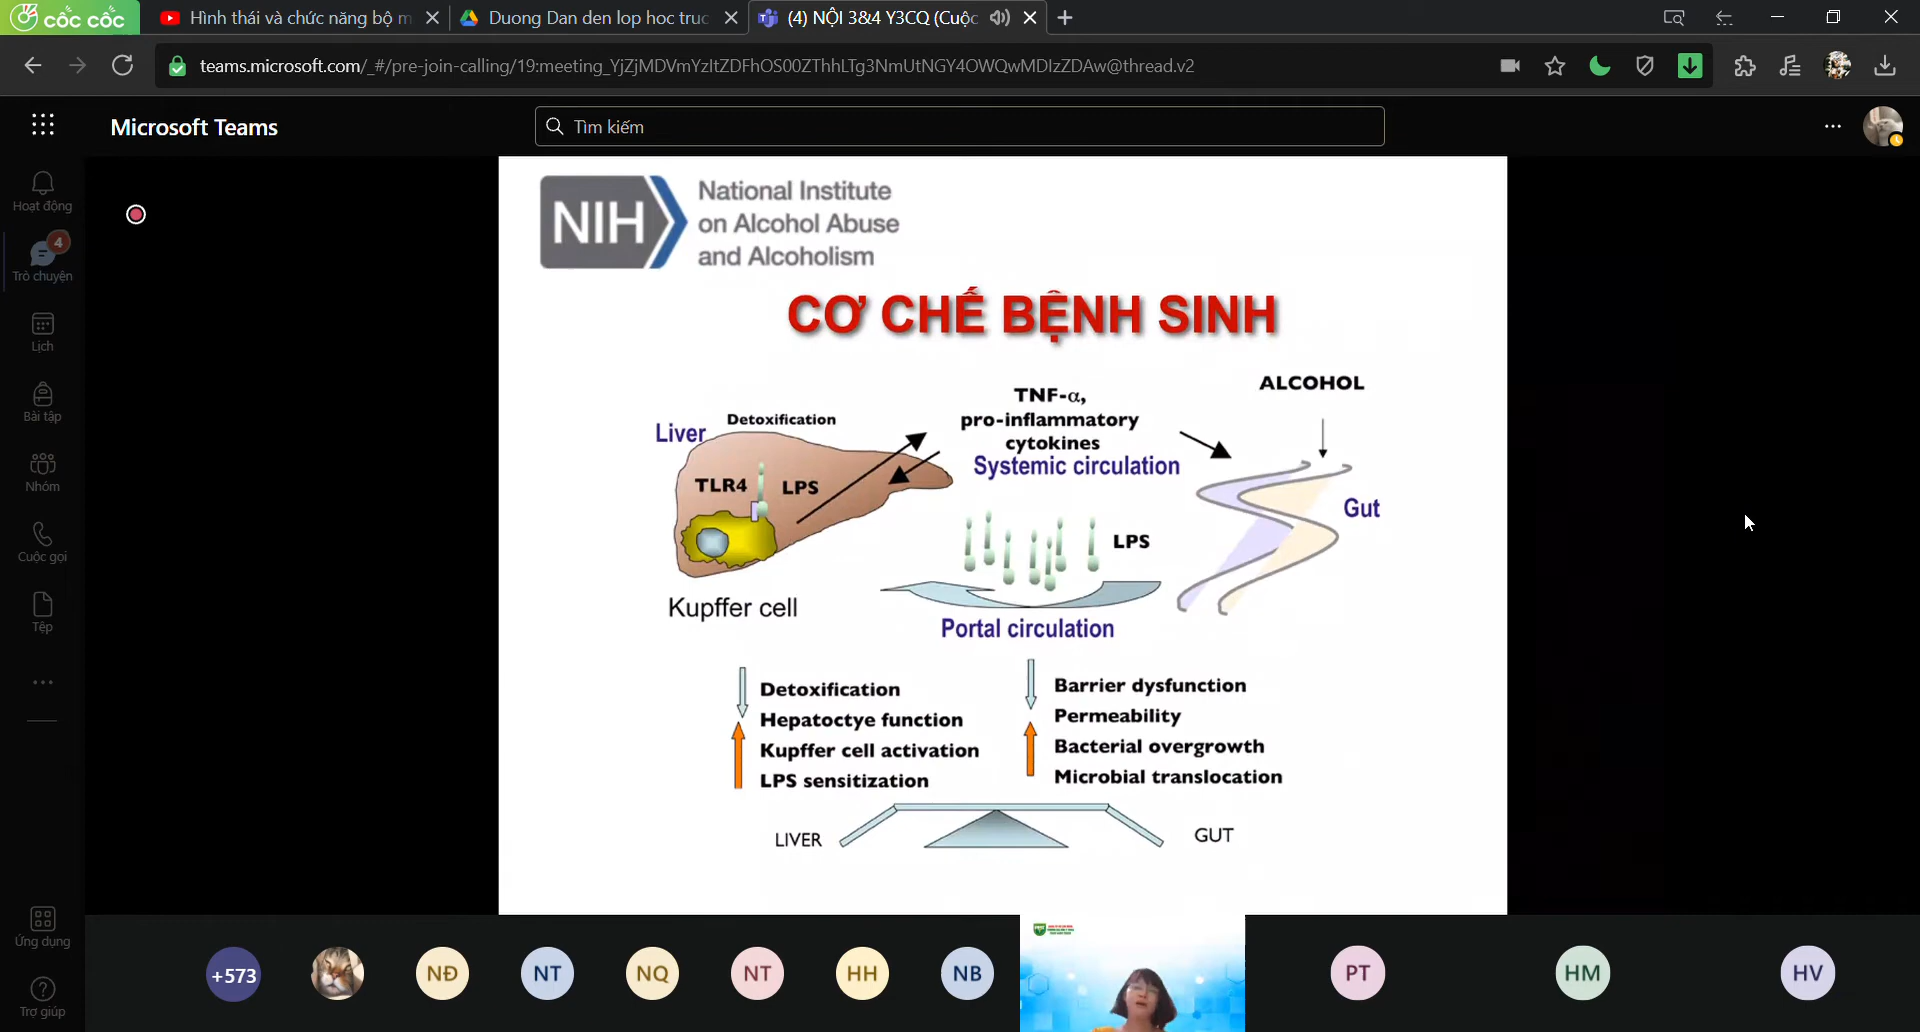 cốc cốc
Hình thái và chức năng bộ m
Duong Dan den lop hoc truc
(4) NỘI 3&4 Y3CQ (Cuộc
teams.microsoft.com/_#/pre-join-calling/19:meeting_YjZjMDVmYzItZDFhOS00ZThhLTg3NmUtNGY4OWQwMDIzZDAw@thread.v2
Microsoft Teams
Tìm kiếm
Hoạt động
4
Trò chuyện
Lịch
Bài tập
Nhóm
Cuộc gọi
Tệp
Ứng dụng
Trợ giúp
NIH
National Institute
on Alcohol Abuse
and Alcoholism
CƠ CHẾ BỆNH SINH
ALCOHOL
TNF-α,
pro-inflammatory
cytokines
Systemic circulation
Detoxification
Liver
TLR4
LPS
Gut
LPS
Kupffer cell
Portal circulation
Detoxification
Hepatoctye function
Kupffer cell activation
LPS sensitization
Barrier dysfunction
Permeability
Bacterial overgrowth
Microbial translocation
LIVER
GUT
+573
NĐ
NT
NQ
NT
HH
NB
PT
HM
HV